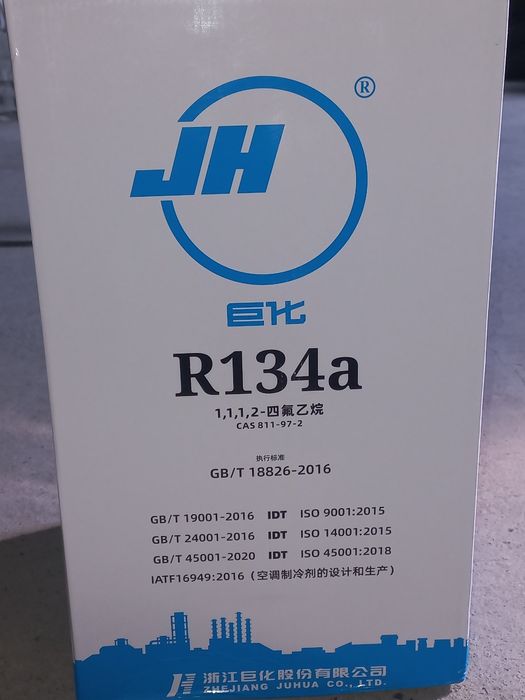 ®
JH
巨化
R134a
1,1,1,2-四氟乙烷
CAS 811-97-2
执行标准
GB/T 18826-2016
GB/T 19001-2016 IDT ISO 9001:2015
GB/T 24001-2016 IDT ISO 14001:2015
GB/T 45001-2020 IDT ISO 45001:2018
IATF16949:2016 (空调制冷剂的设计和生产)
浙江巨化股份有限公司
ZHEJIANG JUHUA CO., LTD.